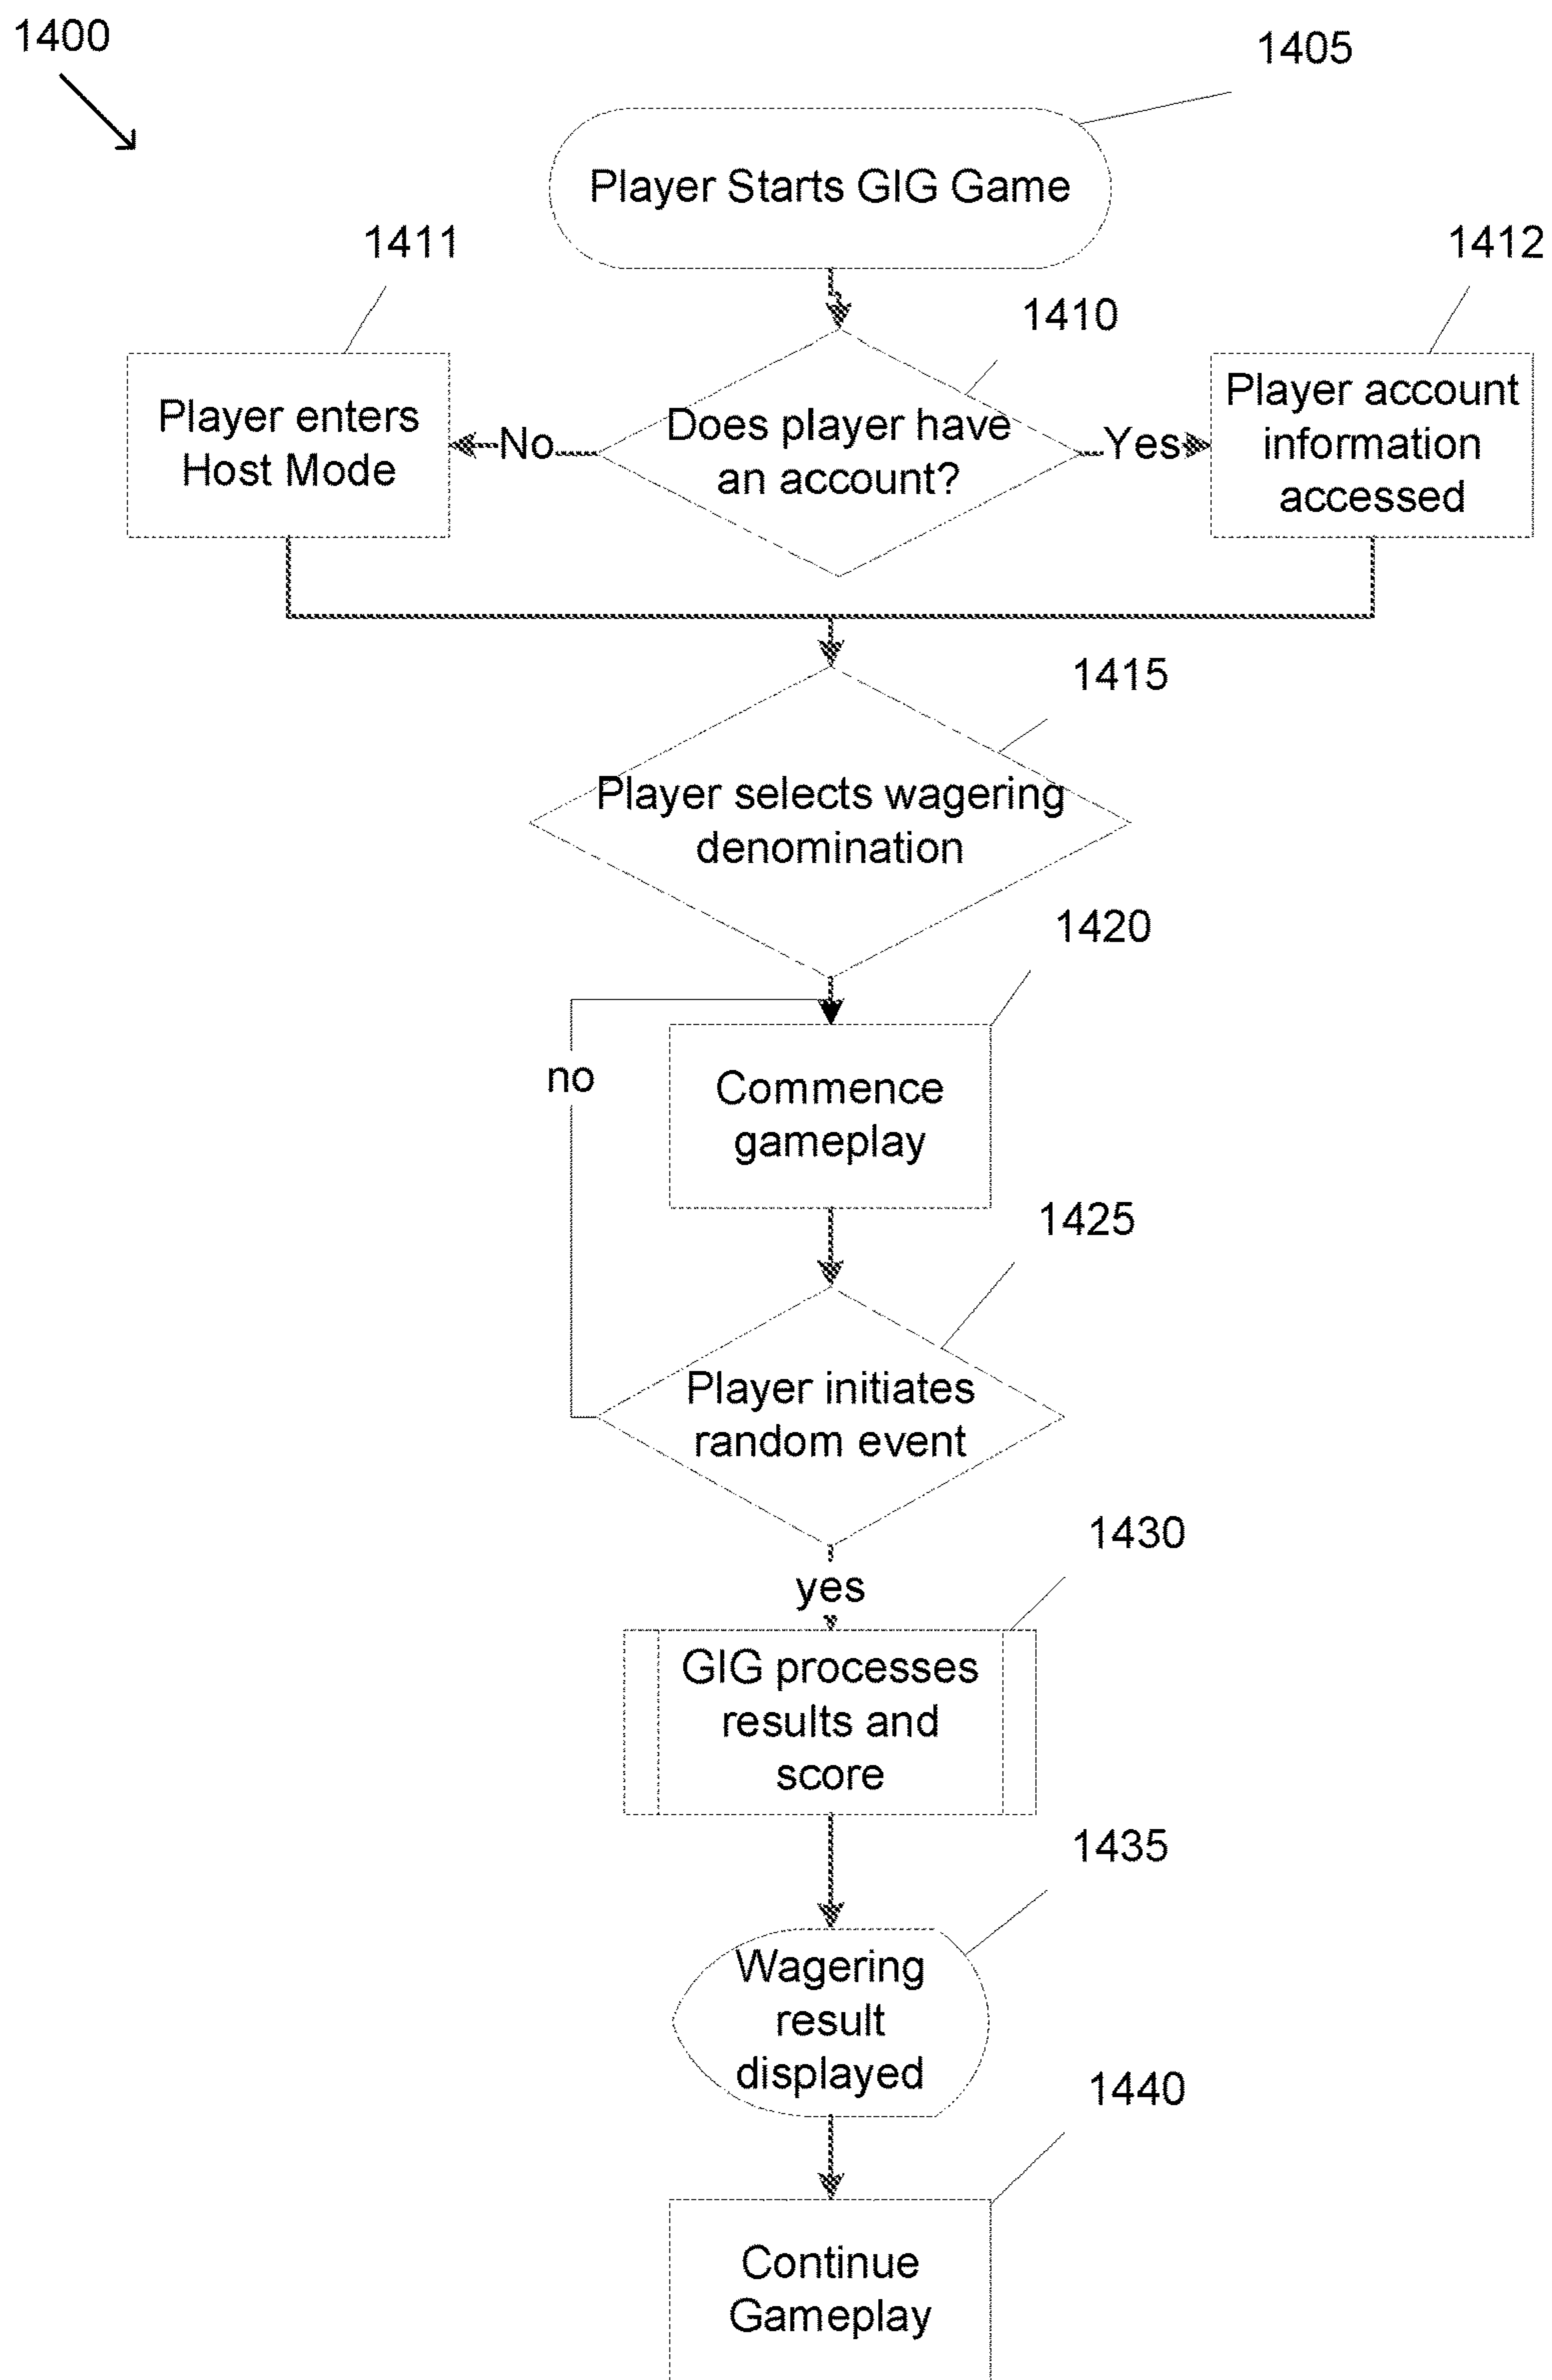 1400
1405
Player Starts GIG Game
1411
1412
1410
Player enters
Host Mode
No
Does player have
an account?
Yes
Player account
information
accessed
1415
Player selects wagering
denomination
1420
no
Commence
gameplay
1425
Player initiates
random event
1430
yes
GIG processes
results and
score
1435
Wagering
result
displayed
1440
Continue
Gameplay